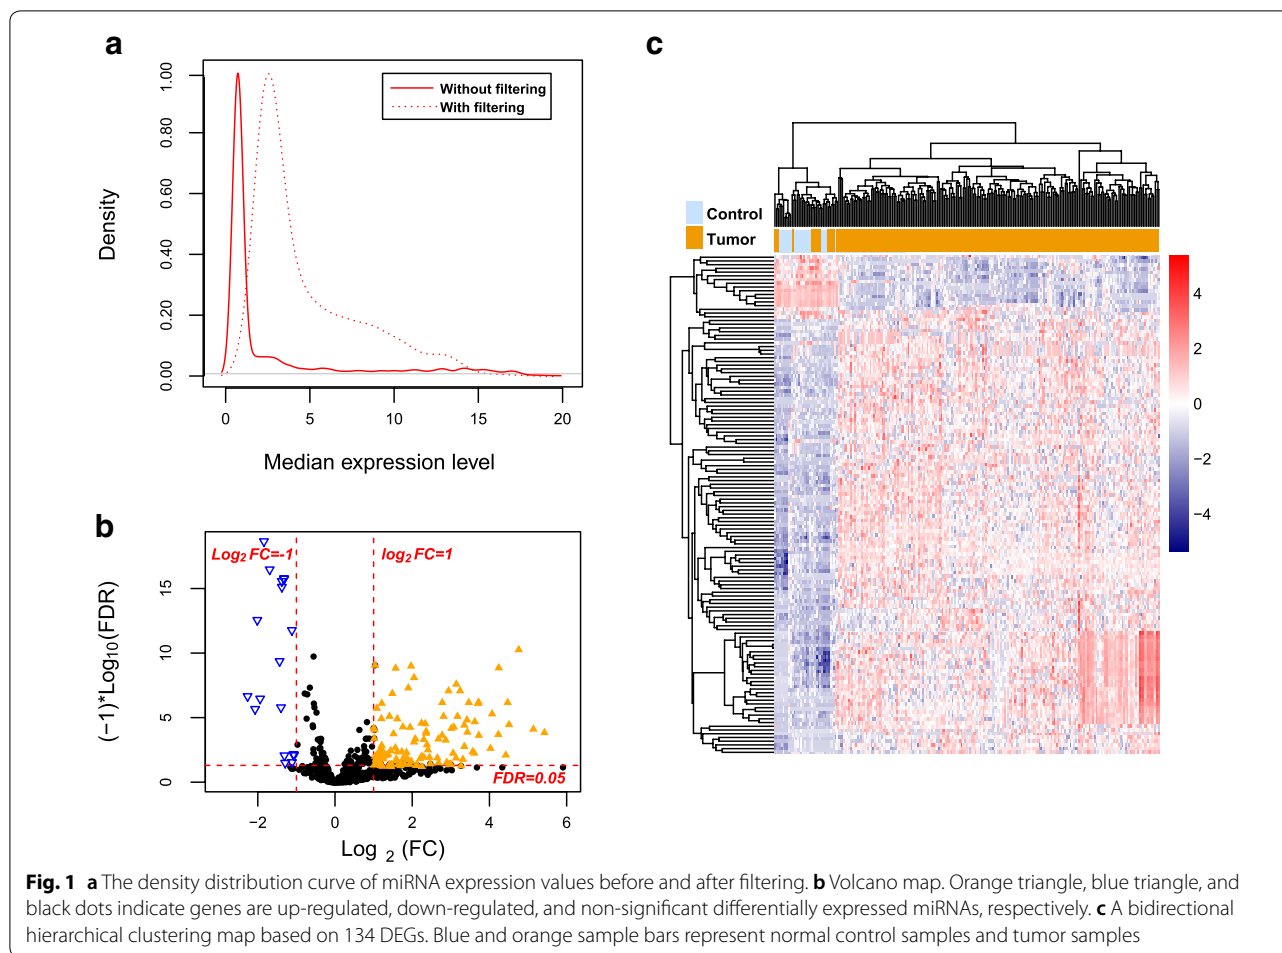 a
1.00
0.80
0.60
0.40
0.20
0.00
Density
Without filtering
With filtering
0 5 10 15 20
Median expression level
b
15
10
5
0
(−1)*Log10(FDR)
Log2 FC=-1
log2 FC=1
FDR=0.05
−2 0 2 4 6
Log 2 (FC)
c
Control
Tumor
4
2
0
−2
−4
Fig. 1 a The density distribution curve of miRNA expression values before and after filtering. b Volcano map. Orange triangle, blue triangle, and
black dots indicate genes are up-regulated, down-regulated, and non-significant differentially expressed miRNAs, respectively. c A bidirectional
hierarchical clustering map based on 134 DEGs. Blue and orange sample bars represent normal control samples and tumor samples